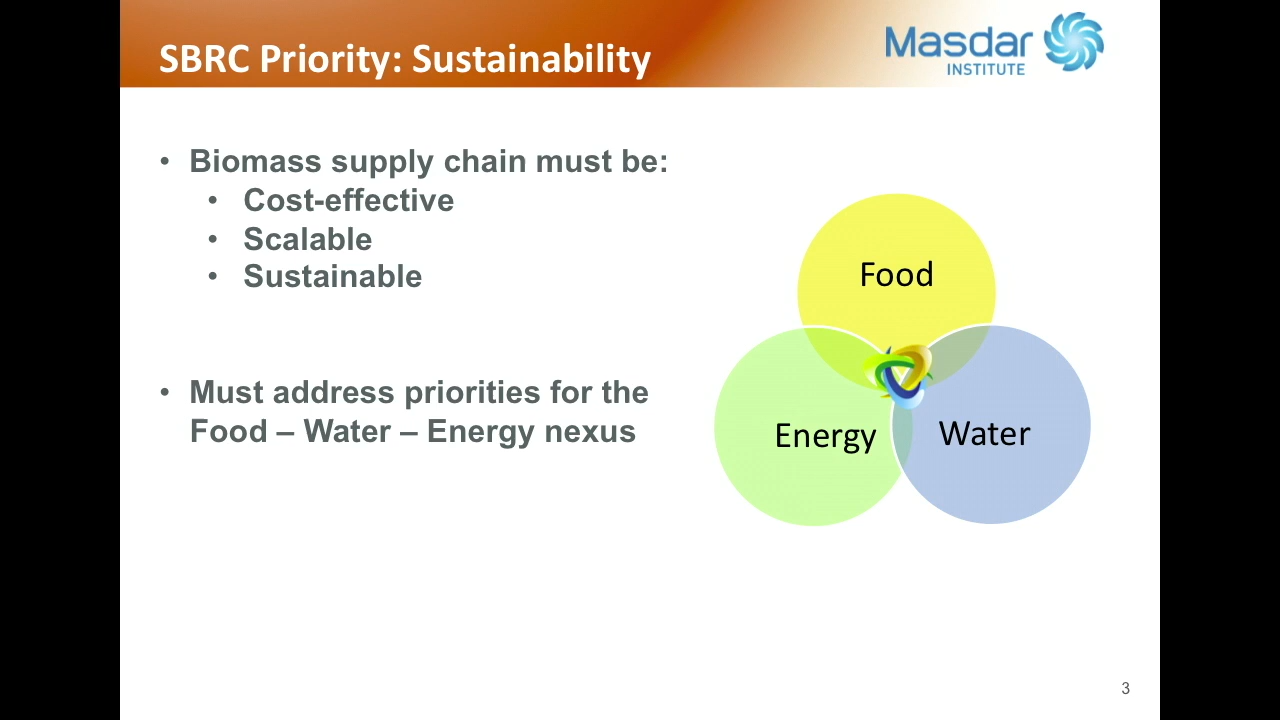 SBRC Priority: Sustainability
Masdar
INSTITUTE
• Biomass supply chain must be:
• Cost-effective
• Scalable
• Sustainable
• Must address priorities for the
Food – Water – Energy nexus
Food
Energy
Water
3